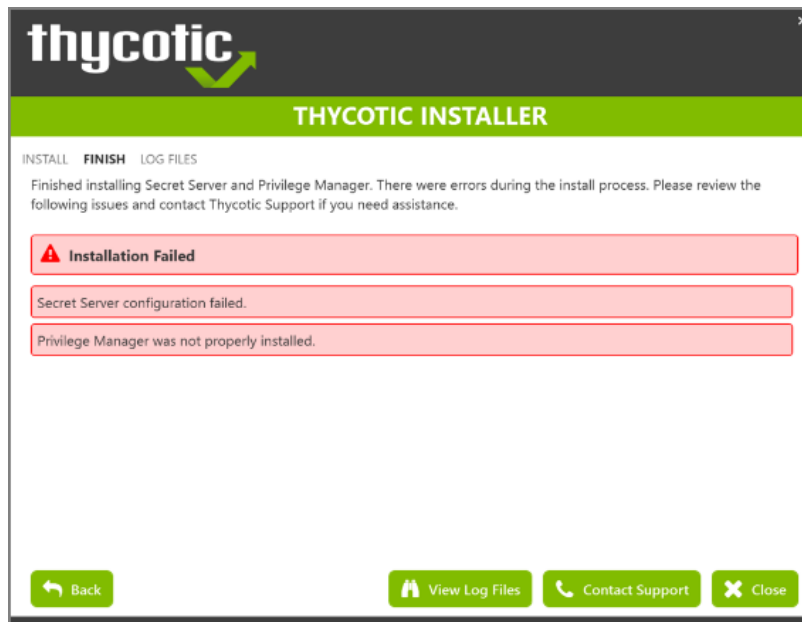 thycotic
THYCOTIC INSTALLER
INSTALL FINISH LOG FILES
Finished installing Secret Server and Privilege Manager. There were errors during the install process. Please review the
following issues and contact Thycotic Support if you need assistance.
Installation Failed
Secret Server configuration failed.
Privilege Manager was not properly installed.
Back View Log Files Contact Support Close